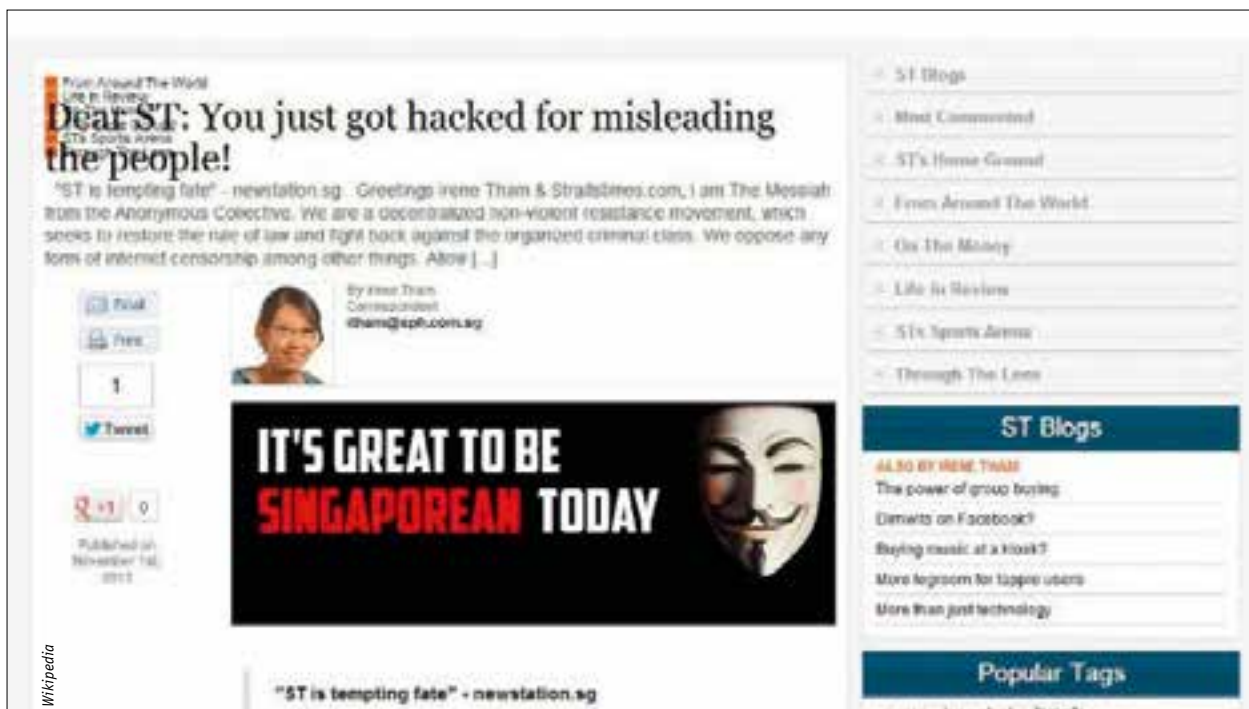 From Around The World
Life In Review
Dear ST: You just got hacked for misleading
ST's Sports Arena
the people!
"ST is tempting fate" - newstation.sg Greetings Irene Tham & Straitstimes.com, I am The Messiah
from the Anonymous Collective. We are a decentralized non-violent resistance movement, which
seeks to restore the rule of law and fight back against the organized criminal class. We oppose any
form of internet censorship among other things. Allow [...]
Email
Print
1
Tweet
+1 0
Published on
November 1st,
2013
By Irene Tham
Correspondent
itham@sph.com.sg
IT'S GREAT TO BE
SINGAPOREAN TODAY
"ST is tempting fate" - newstation.sg
ST Blogs
Most Commented
ST's Home Ground
From Around The World
On The Money
Life In Review
ST's Sports Arena
Through The Lens
ST Blogs
ALSO BY IRENE THAM
The power of group buying
Dimwits on Facebook?
Buying music at a kiosk?
More legroom for tippie users
More than just technology
Popular Tags
Wikipedia